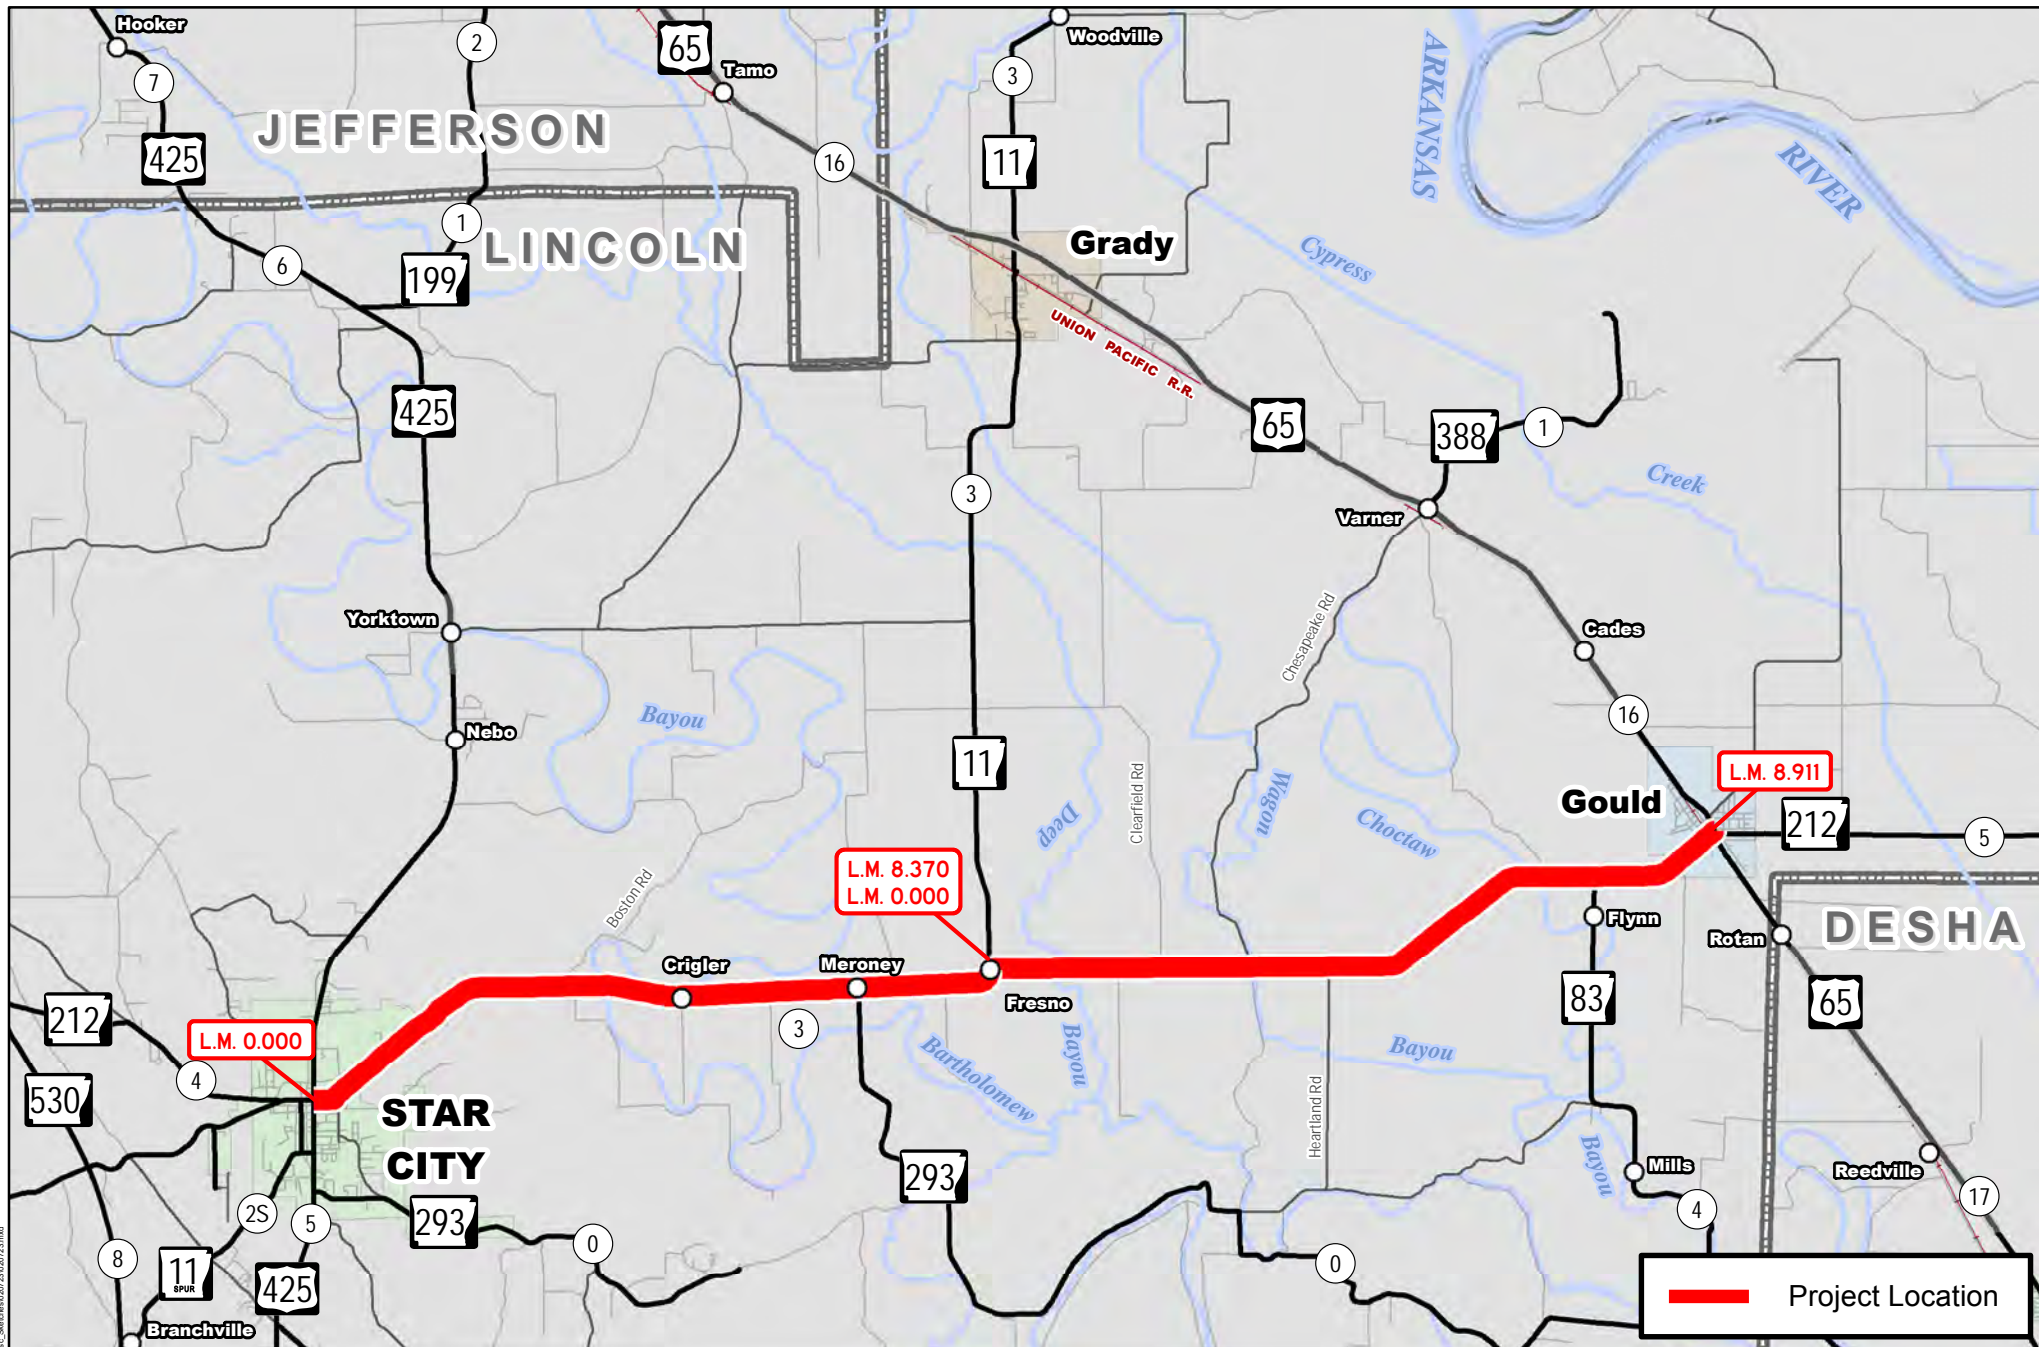 Hooker
7
2
65
Tamo
3
Woodville
ARKANSAS
RIVER
JEFFERSON
425
16
11
1
LINCOLN
6
199
Grady
Cypress
UNION PACIFIC R.R.
425
65
388
1
3
Creek
Varner
Yorktown
Chesapeake Rd
Cades
Bayou
Nebo
16
11
Clearfield Rd
Deep
Wagon
Choctaw
Gould
L.M. 8.911
212
5
L.M. 8.370
L.M. 0.000
Boston Rd
Flynn
Rotan
DESHA
Crigler
Meroney
Fresno
83
65
212
L.M. 0.000
3
Bartholomew
Bayou
Bayou
4
530
STAR
CITY
Heartland Rd
Bayou
Mills
Reedville
293
2S
5
293
0
4
17
8
11
SPUR
425
0
Branchville
Project Location